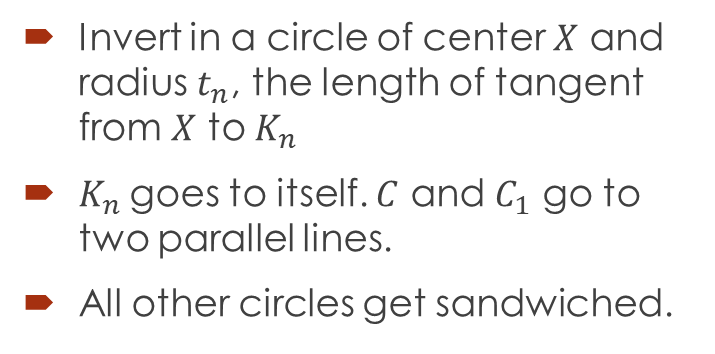 Invert in a circle of center X and
radius tₙ, the length of tangent
from X to Kₙ
Kₙ goes to itself. C and C₁ go to
two parallel lines.
All other circles get sandwiched.